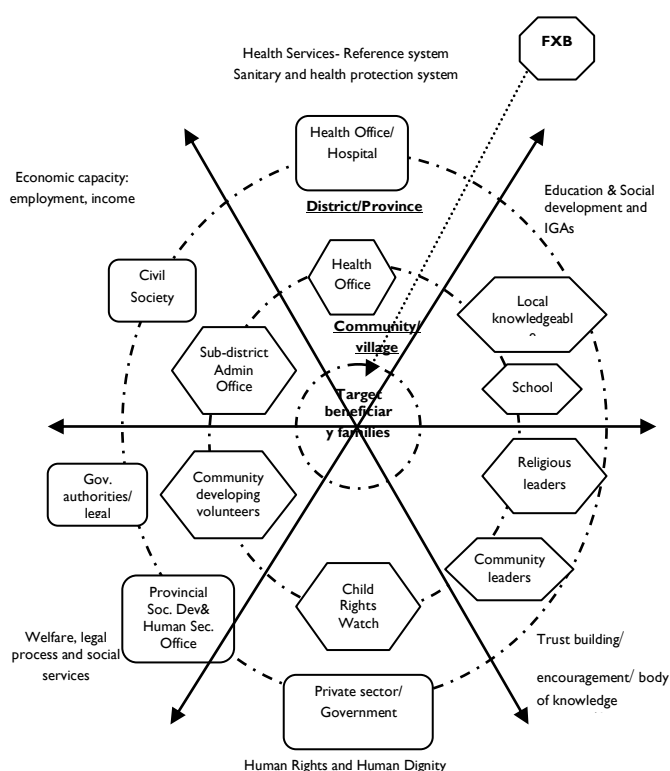 FXB
Health Services- Reference system
Sanitary and health protection system
Health Office/
Hospital
Economic capacity:
employment, income
Education & Social
development and
IGAs
District/Province
Health
Office
Civil
Society
Local
knowledgeabl
Community/
village
Sub-district
Admin
Office
School
Target
beneficiar
y families
Religious
leaders
Gov.
authorities/
legal
Community
developing
volunteers
Community
leaders
Child
Rights
Watch
Provincial
Soc. Dev&
Human Sec.
Office
Welfare, legal
process and social
services
Trust building/
encouragement/ body
of knowledge
Private sector/
Government
Human Rights and Human Dignity